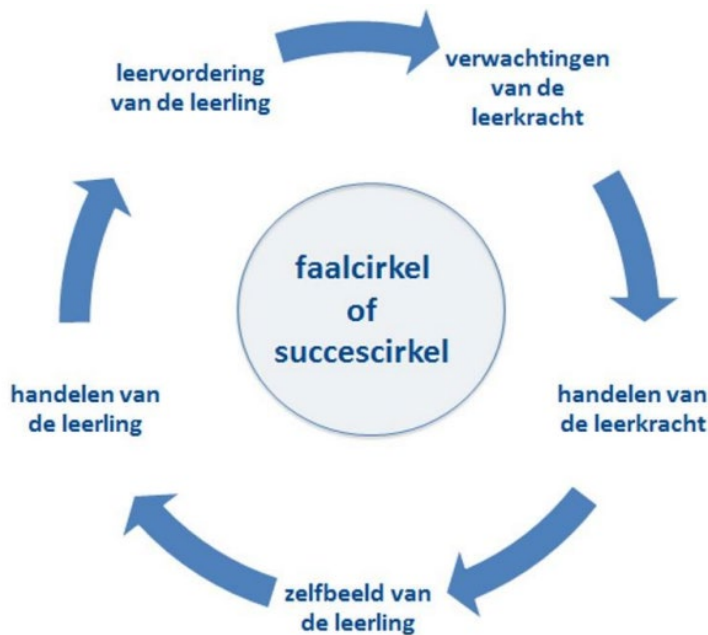 leervordering
van de leerling
verwachtingen
van de
leerkracht
faalcirkel
of
succescirkel
handelen van
de leerling
handelen van
de leerkracht
zelfbeeld van
de leerling